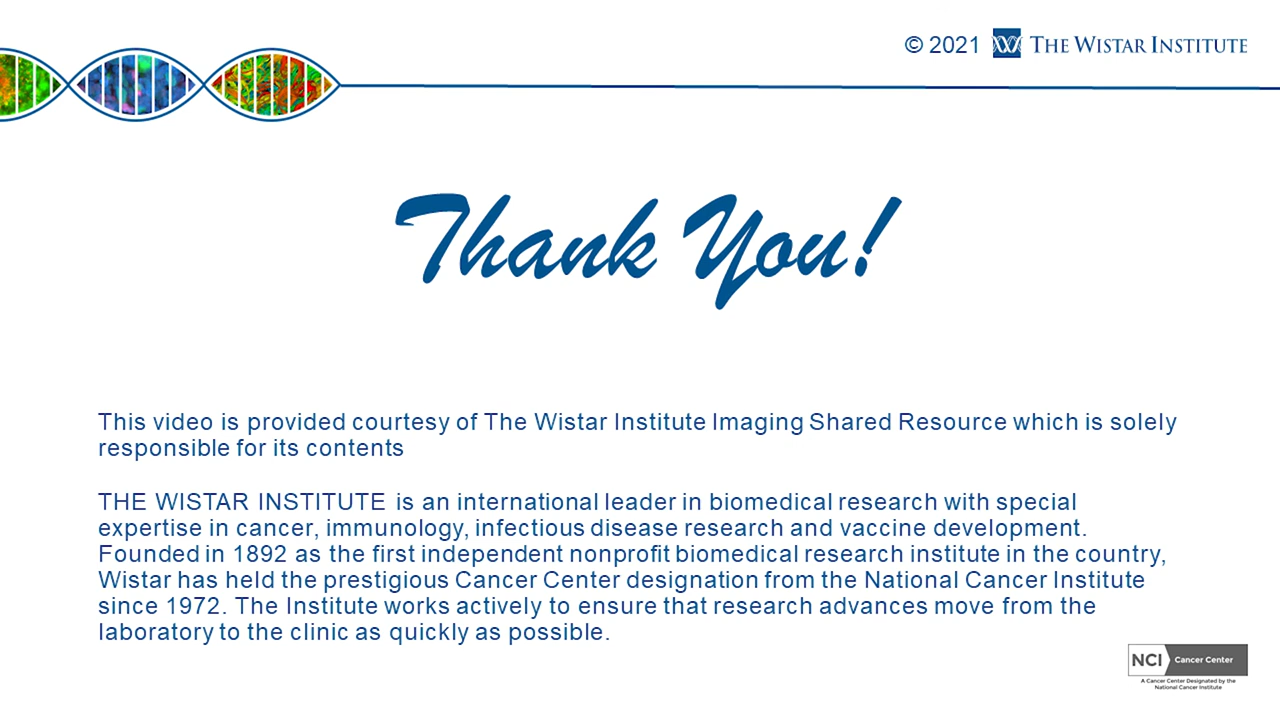 © 2021 THE WISTAR INSTITUTE
Thank You!
This video is provided courtesy of The Wistar Institute Imaging Shared Resource which is solely
responsible for its contents
THE WISTAR INSTITUTE is an international leader in biomedical research with special
expertise in cancer, immunology, infectious disease research and vaccine development.
Founded in 1892 as the first independent nonprofit biomedical research institute in the country,
Wistar has held the prestigious Cancer Center designation from the National Cancer Institute
since 1972. The Institute works actively to ensure that research advances move from the
laboratory to the clinic as quickly as possible.
NCI Cancer Center
A Cancer Center Designated by the
National Cancer Institute